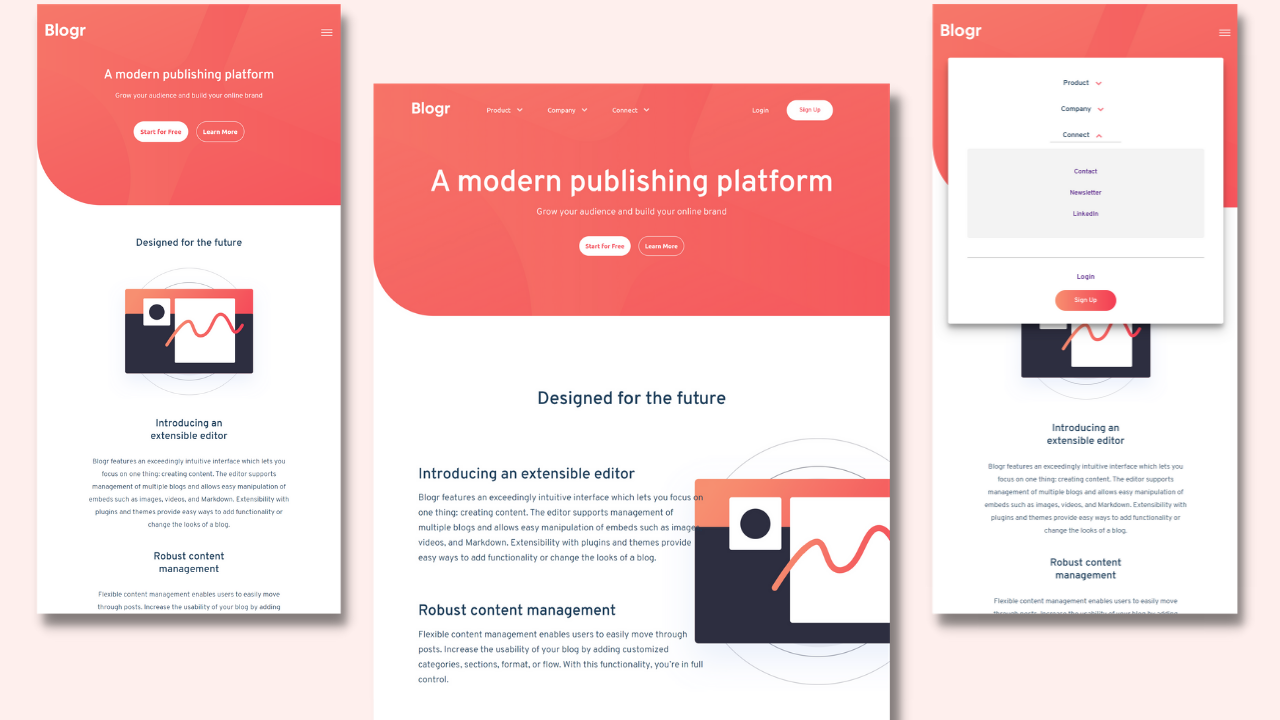 Blogr
A modern publishing platform
Grow your audience and build your online brand
Start for Free Learn More
Designed for the future
Introducing an
extensible editor
Blogr features an exceedingly intuitive interface which lets you
focus on one thing: creating content. The editor supports
management of multiple blogs and allows easy manipulation of
embeds such as images, videos, and Markdown. Extensibility with
plugins and themes provide easy ways to add functionality or
change the looks of a blog.
Robust content
management
Flexible content management enables users to easily move
through posts. Increase the usability of your blog by adding
Blogr Product Company Connect Login Sign Up
A modern publishing platform
Grow your audience and build your online brand
Start for Free Learn More
Designed for the future
Introducing an extensible editor
Blogr features an exceedingly intuitive interface which lets you focus on
one thing: creating content. The editor supports management of
multiple blogs and allows easy manipulation of embeds such as images,
videos, and Markdown. Extensibility with plugins and themes provide
easy ways to add functionality or change the looks of a blog.
Robust content management
Flexible content management enables users to easily move through
posts. Increase the usability of your blog by adding customized
categories, sections, format, or flow. With this functionality, you're in full
control.
Blogr
Product
Company
Connect
Contact
Newsletter
LinkedIn
Login
Sign Up
Introducing an
extensible editor
Blogr features an exceedingly intuitive interface which lets you
focus on one thing: creating content. The editor supports
management of multiple blogs and allows easy manipulation of
embeds such as images, videos, and Markdown. Extensibility with
plugins and themes provide easy ways to add functionality or
change the looks of a blog.
Robust content
management
Flexible content management enables users to easily move
through posts. Increase the usability of your blog by adding